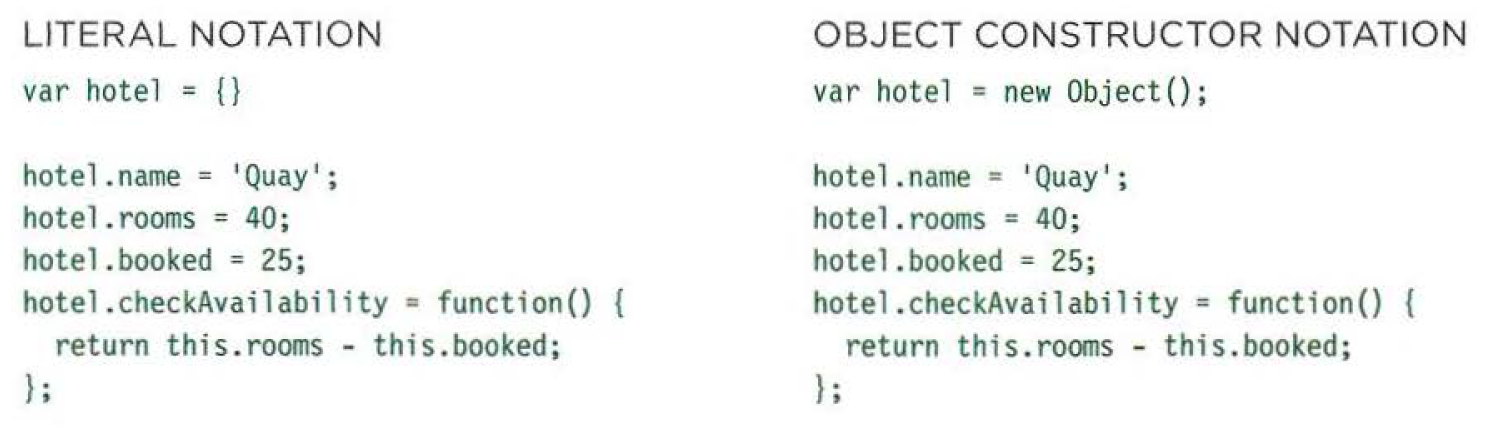 LITERAL NOTATION
var hotel = {}
hotel.name = 'Quay';
hotel.rooms = 40;
hotel.booked = 25;
hotel.checkAvailability = function() {
  return this.rooms - this.booked;
};
OBJECT CONSTRUCTOR NOTATION
var hotel = new Object();
hotel.name = 'Quay';
hotel.rooms = 40;
hotel.booked = 25;
hotel.checkAvailability = function() {
  return this.rooms - this.booked;
};